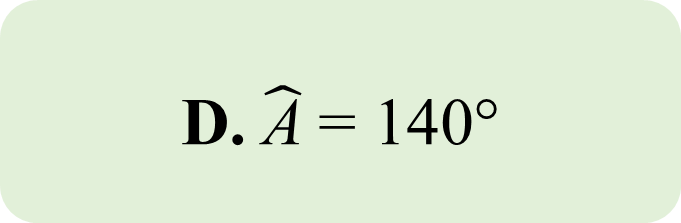 D. Â = 140°